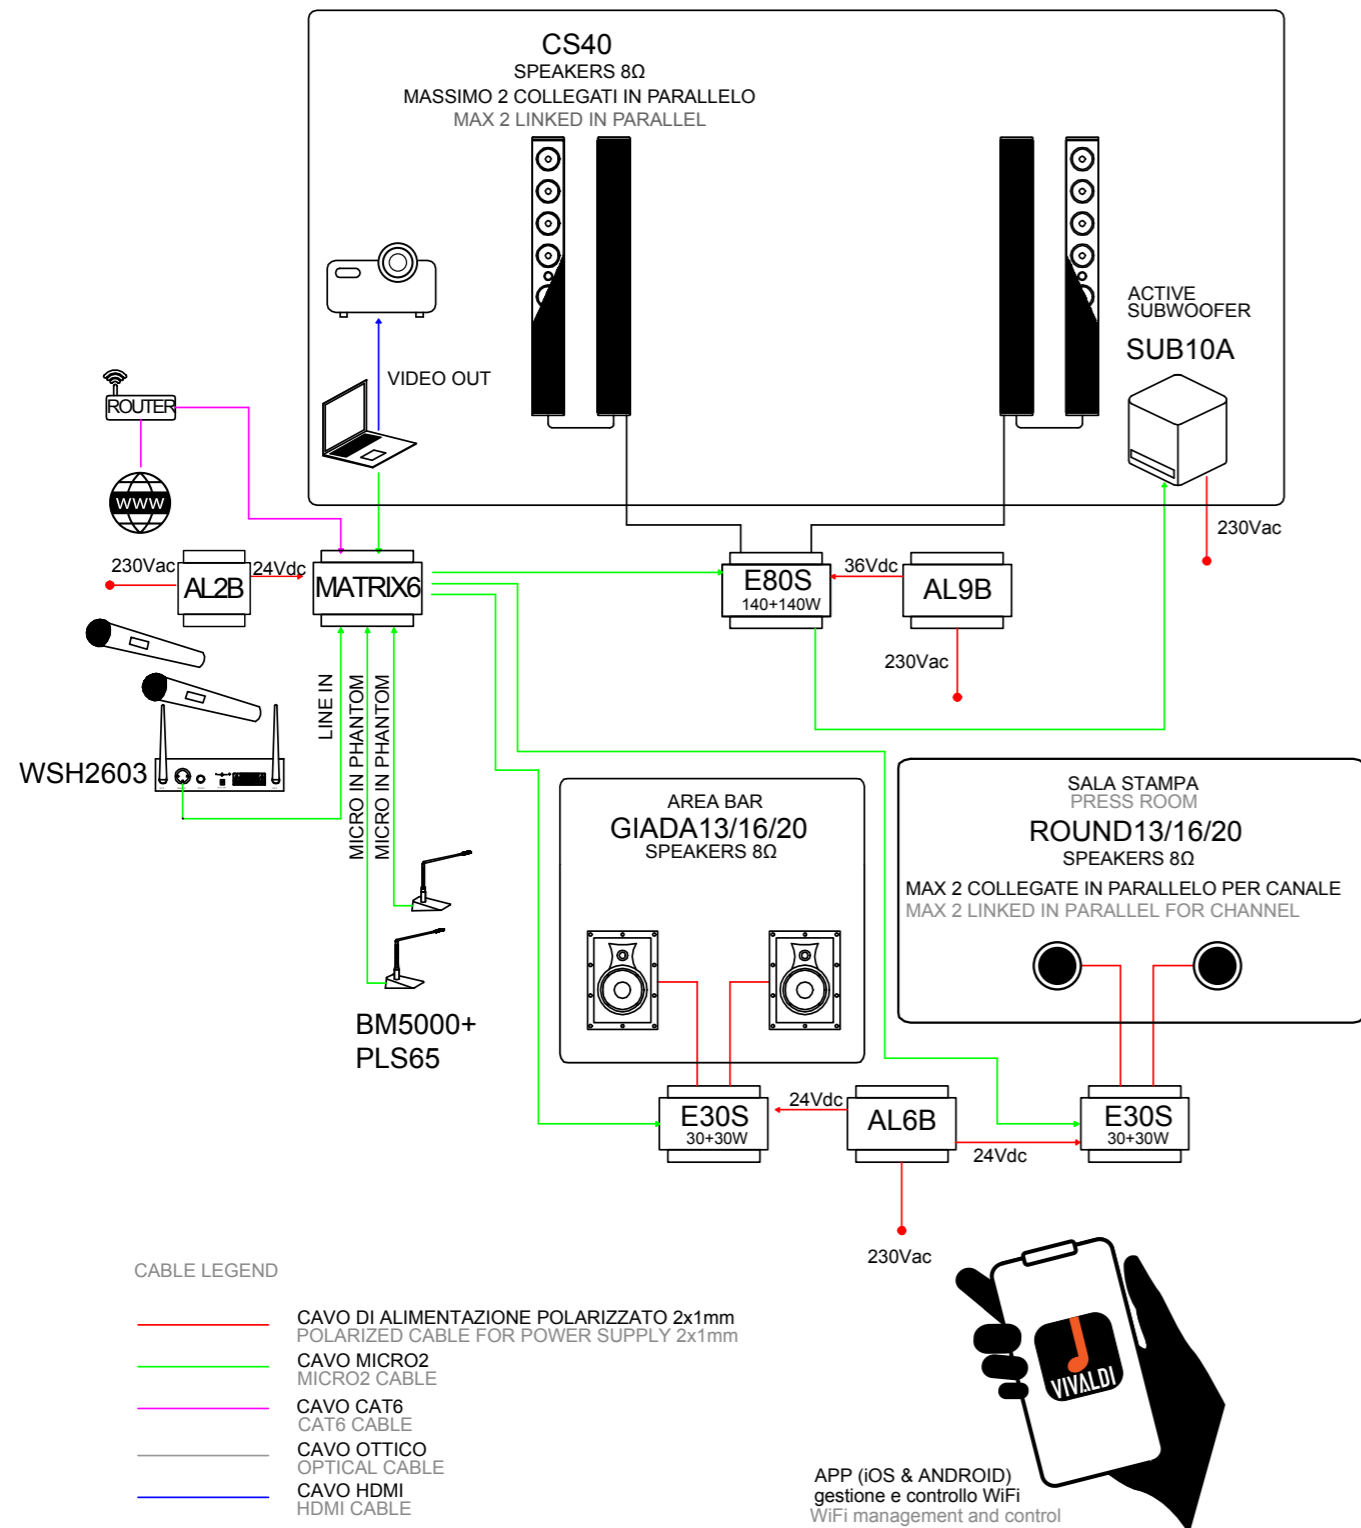 CS40
SPEAKERS 8Ω
MASSIMO 2 COLLEGATI IN PARALLELO
MAX 2 LINKED IN PARALLEL
ACTIVE
SUBWOOFER
SUB10A
VIDEO OUT
ROUTER
WWW
230Vac
24Vdc
AL2B
MATRIX6
E80S
140+140W
36Vdc
AL9B
230Vac
230Vac
LINE IN
MICRO IN PHANTOM
MICRO IN PHANTOM
WSH2603
BM5000+
PLS65
AREA BAR
GIADA13/16/20
SPEAKERS 8Ω
SALA STAMPA
PRESS ROOM
ROUND13/16/20
SPEAKERS 8Ω
MAX 2 COLLEGATE IN PARALLELO PER CANALE
MAX 2 LINKED IN PARALLEL FOR CHANNEL
E30S
30+30W
24Vdc
AL6B
24Vdc
E30S
30+30W
230Vac
CABLE LEGEND
CAVO DI ALIMENTAZIONE POLARIZZATO 2x1mm
POLARIZED CABLE FOR POWER SUPPLY 2x1mm
CAVO MICRO2
MICRO2 CABLE
CAVO CAT6
CAT6 CABLE
CAVO OTTICO
OPTICAL CABLE
CAVO HDMI
HDMI CABLE
VIVALDI
APP (iOS & ANDROID)
gestione e controllo WiFi
WiFi management and control